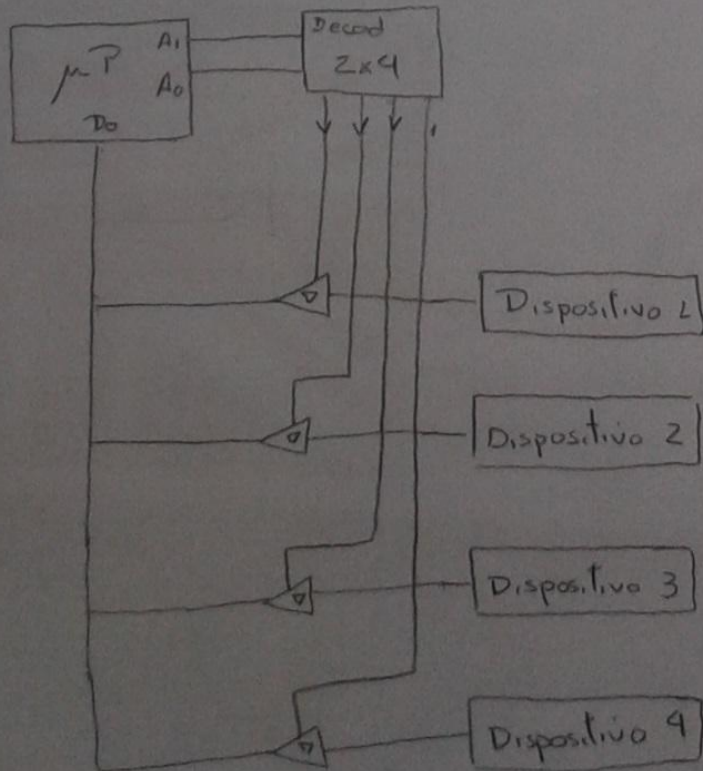 μP
A1
A0
D0
Decod
2x4
Dispositivo 1
Dispositivo 2
Dispositivo 3
Dispositivo 4